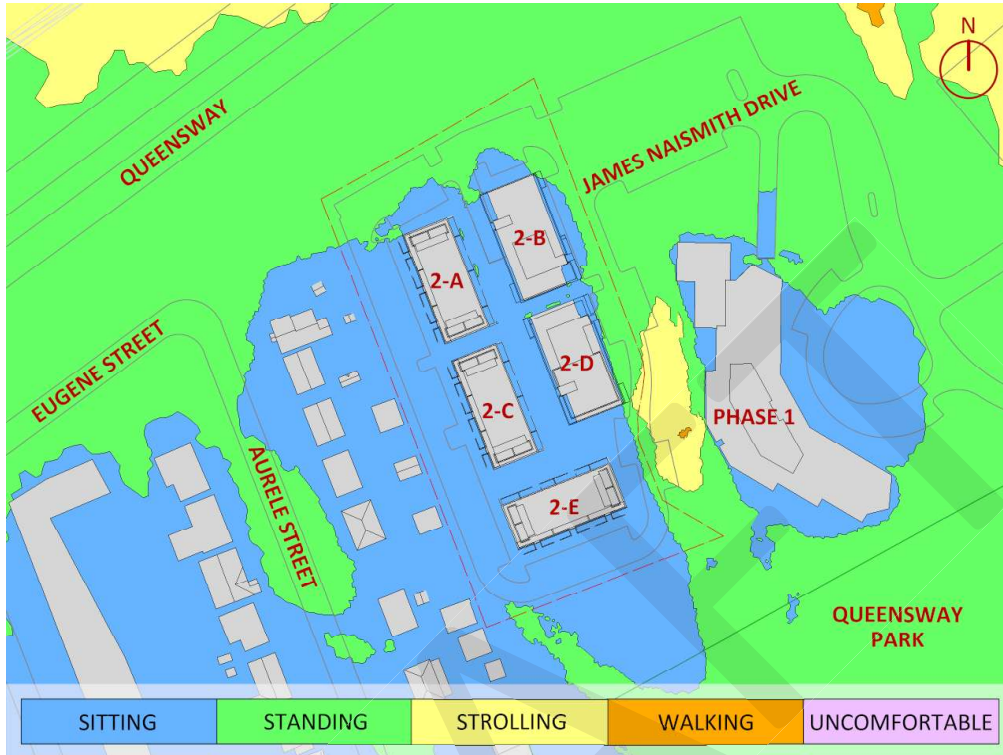 N
QUEENSWAY
JAMES NAISMITH DRIVE
2-B
2-A
EUGENE STREET
2-D
2-C
PHASE 1
AURELE STREET
2-E
QUEENSWAY
PARK
SITTING
STANDING
STROLLING
WALKING
UNCOMFORTABLE